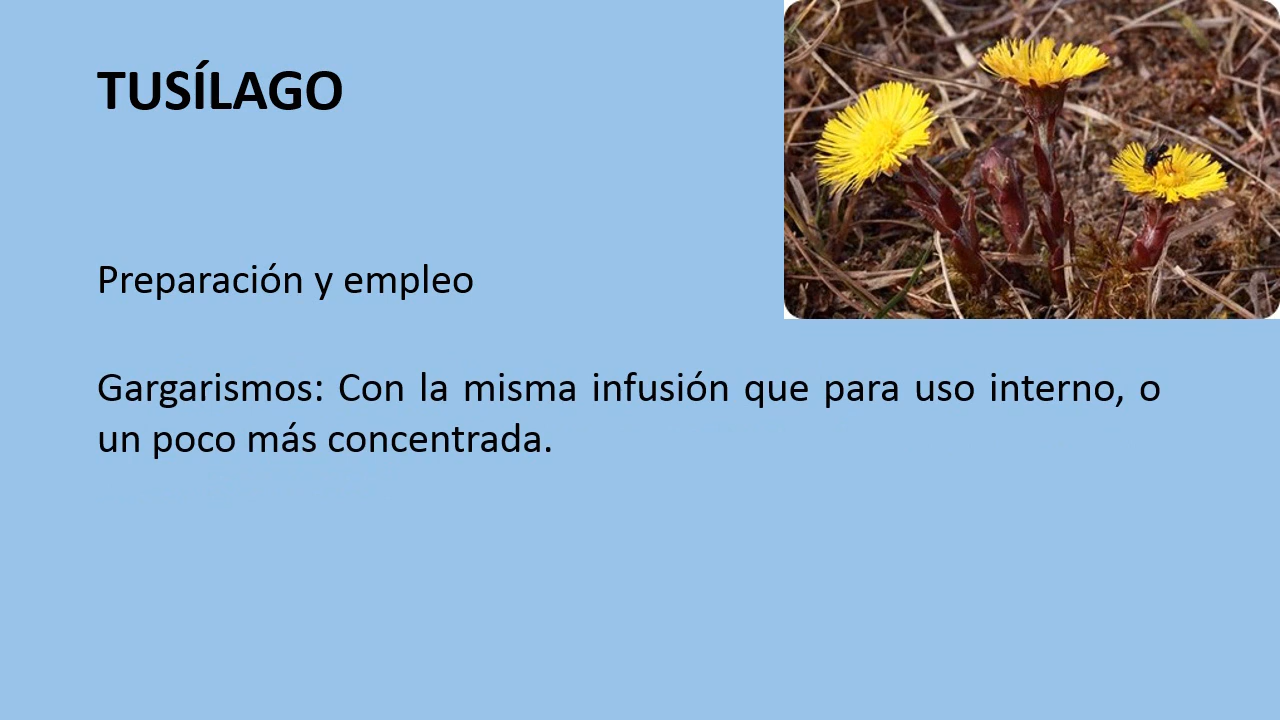 TUSÍLAGO
Preparación y empleo
Gargarismos: Con la misma infusión que para uso interno, o
un poco más concentrada.